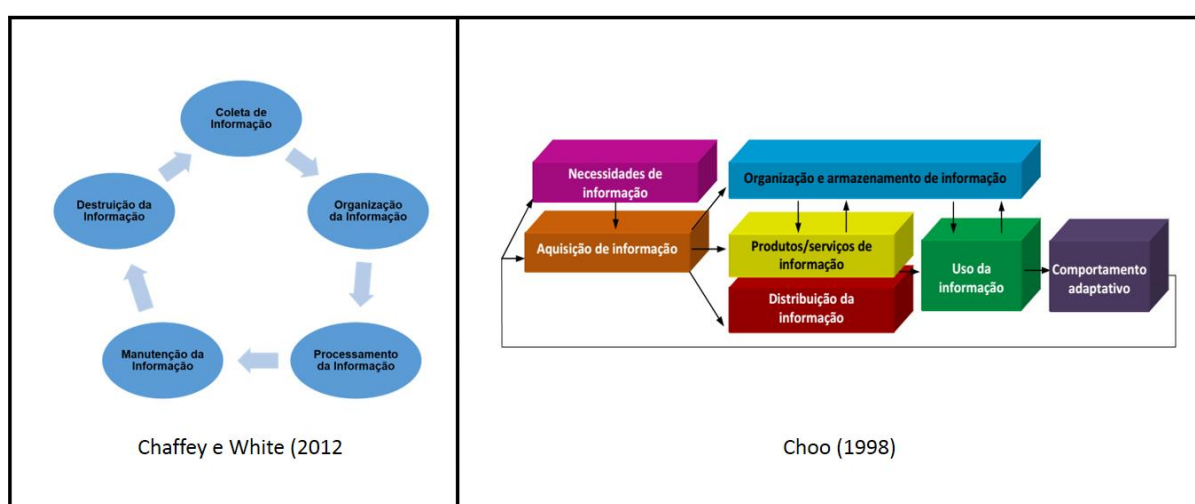 Coleta de
Informação
Organização
da Informação
Processamento
da Informação
Manutenção da
Informação
Destruição da
Informação
Chaffey e White (2012
Necessidades de
informação
Organização e armazenamento de informação
Aquisição de informação
Produtos/serviços de
informação
Distribuição da
informação
Uso da
informação
Comportamento
adaptativo
Choo (1998)